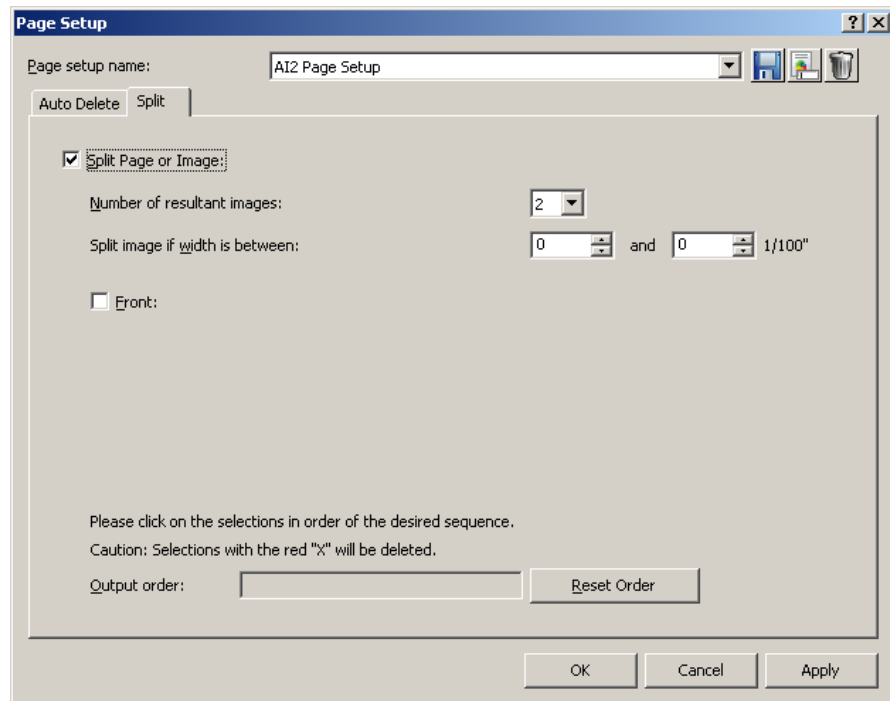 Page Setup
Page setup name: AI2 Page Setup
Auto Delete Split
Split Page or Image:
Number of resultant images: 2
Split image if width is between: 0 and 0 1/100"
Front:
Please click on the selections in order of the desired sequence.
Caution: Selections with the red "X" will be deleted.
Output order: Reset Order
OK Cancel Apply